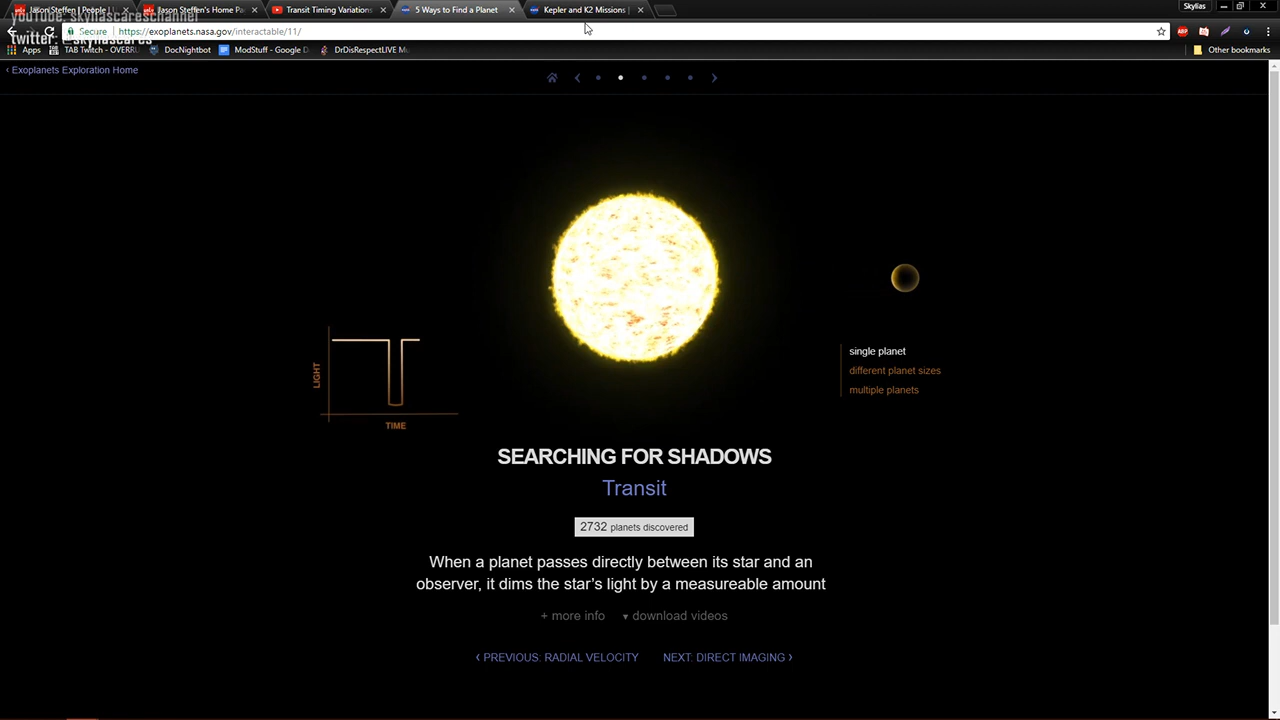 Jason Steffen | People | U
Jason Steffen's Home Pa
Transit Timing Variations
5 Ways to Find a Planet
Kepler and K2 Missions |
Skylias
youtube: skyliascareschannel
Secure
https://exoplanets.nasa.gov/interactable/11/
twitter: @skyliascares
Apps
TAB Twitch - OVERRU
DocNightbot
ModStuff - Google D
DrDisRespectLIVE Mu
Other bookmarks
‹ Exoplanets Exploration Home
LIGHT
TIME
single planet
different planet sizes
multiple planets
SEARCHING FOR SHADOWS
Transit
2732 planets discovered
When a planet passes directly between its star and an
observer, it dims the star's light by a measureable amount
+ more info
▾ download videos
‹ PREVIOUS: RADIAL VELOCITY
NEXT: DIRECT IMAGING ›